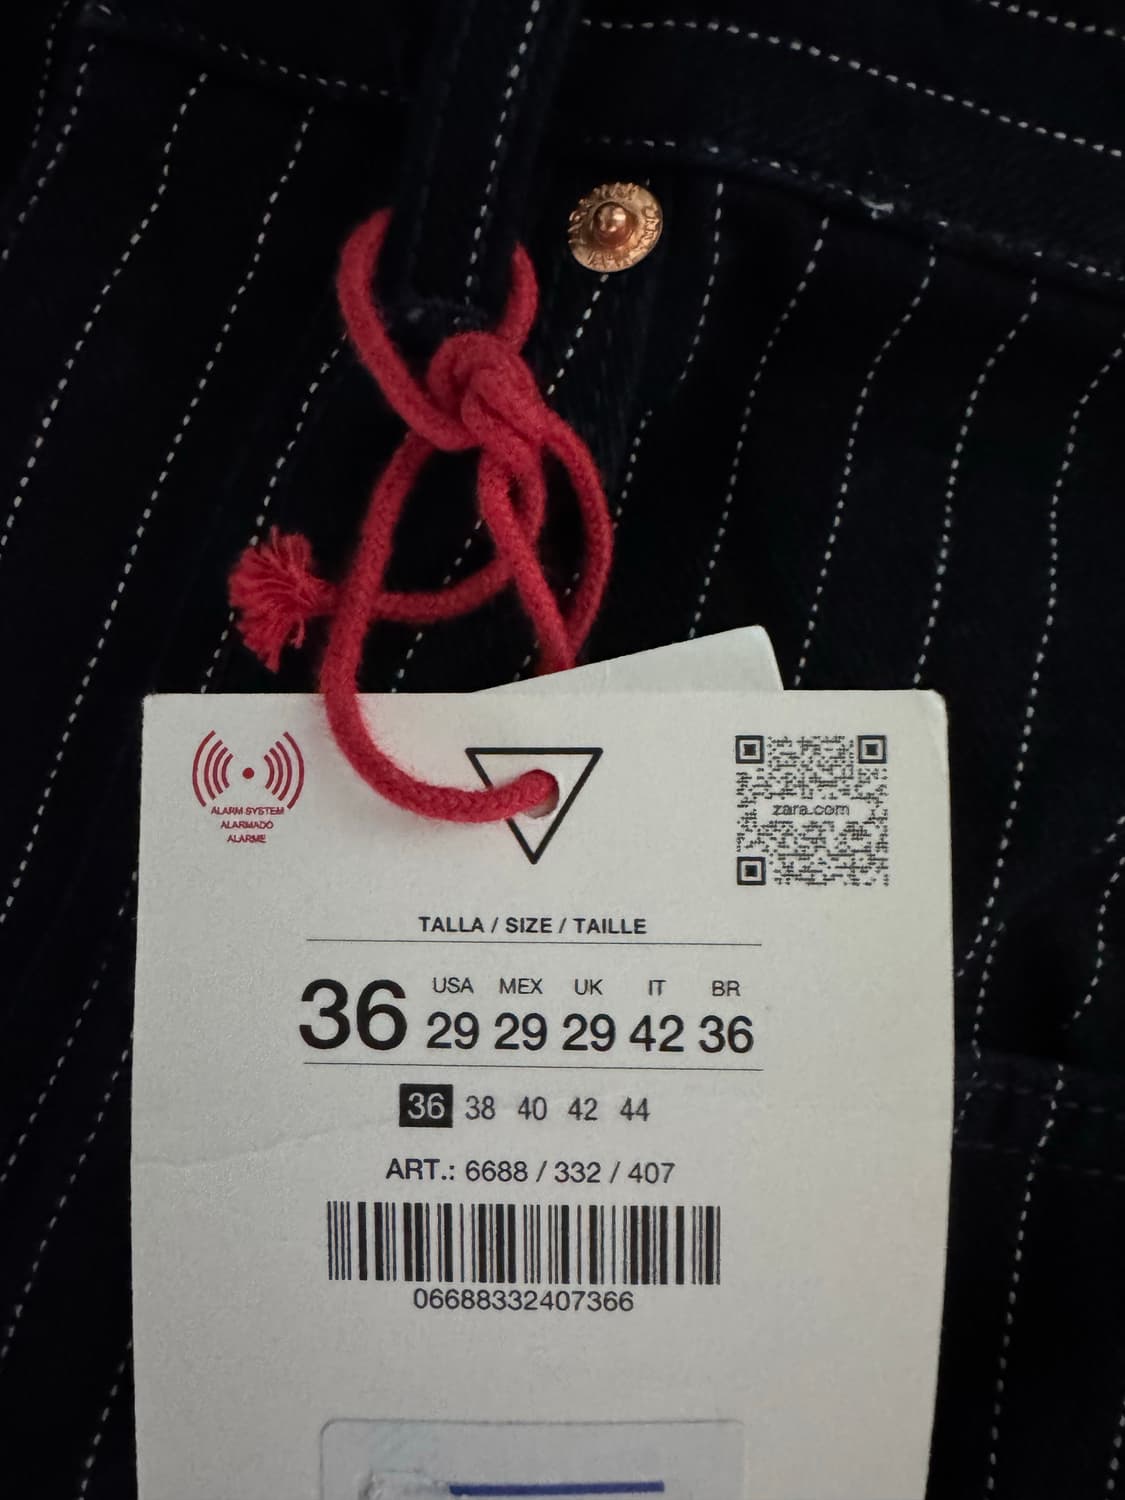 ALARM SYSTEM
ALARMADO
ALARME
zara.com
TALLA / SIZE / TAILLE
36 USA MEX UK IT BR
29 29 29 42 36
36 38 40 42 44
ART.: 6688 / 332 / 407
06688332407366